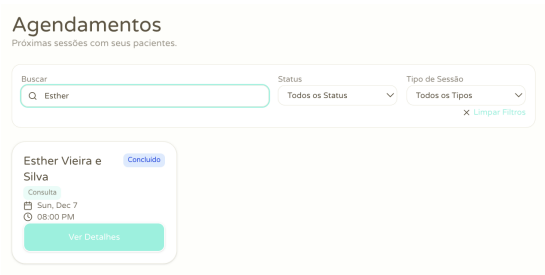 Agendamentos
Próximas sessões com seus pacientes.
Buscar
Status
Tipo de Sessão
Esther
Todos os Status
Todos os Tipos
Limpar Filtros
Esther Vieira e
Silva
Concluído
Consulta
Sun, Dec 7
08:00 PM
Ver Detalhes